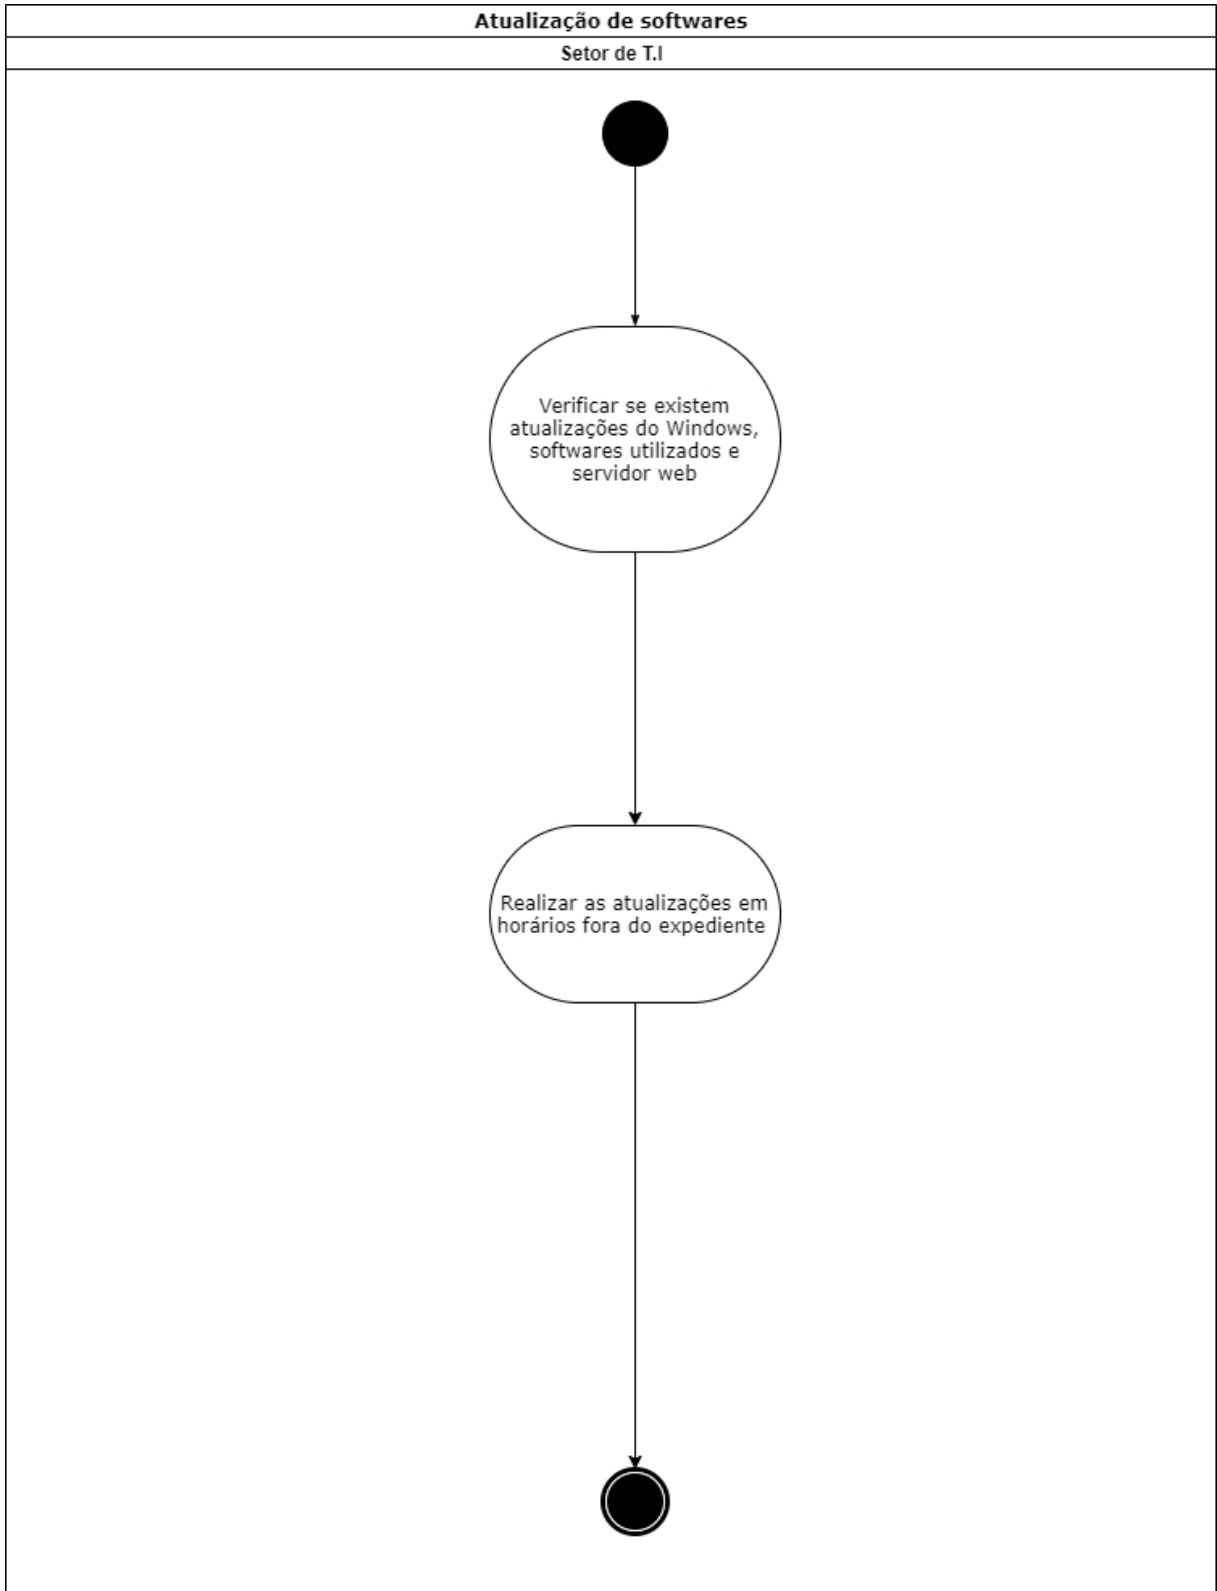 Atualização de softwares
Setor de T.I
Verificar se existem
atualizações do Windows,
softwares utilizados e
servidor web
Realizar as atualizações em
horários fora do expediente